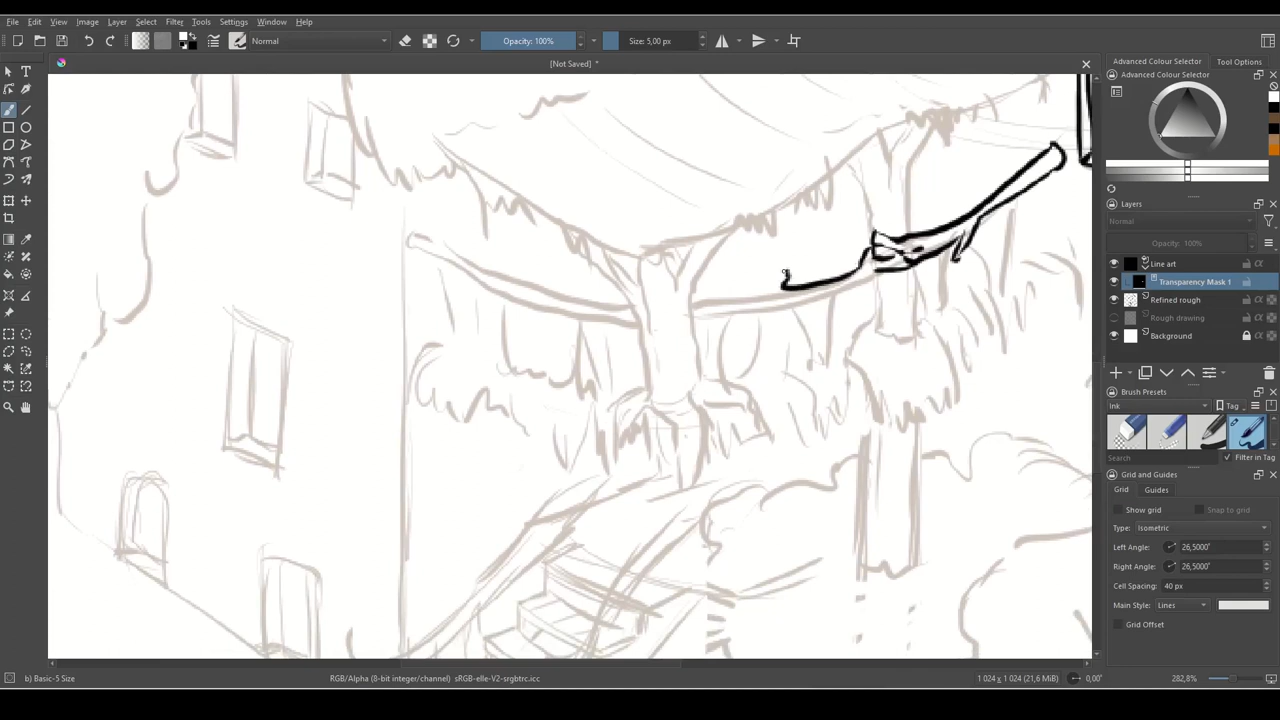 File Edit View Image Layer Select Filter Tools Settings Window Help
Normal Opacity: 100% Size: 5,00 px
[Not Saved] *
Advanced Colour Selector Tool Options
Advanced Colour Selector
Layers
Normal
Opacity: 100%
Line art
Transparency Mask 1
Refined rough
Rough drawing
Background
Brush Presets
Ink Tag
Search Filter in Tag
Grid and Guides
Grid Guides
Show grid Snap to grid
Type: Isometric
Left Angle: 26,5000°
Right Angle: 26,5000°
Cell Spacing: 40 px
Main Style: Lines
Grid Offset
b) Basic-5 Size RGB/Alpha (8-bit integer/channel) sRGB-elle-V2-srgbtrc.icc 1 024 x 1 024 (21,6 MiB) 0,00° 282,8%